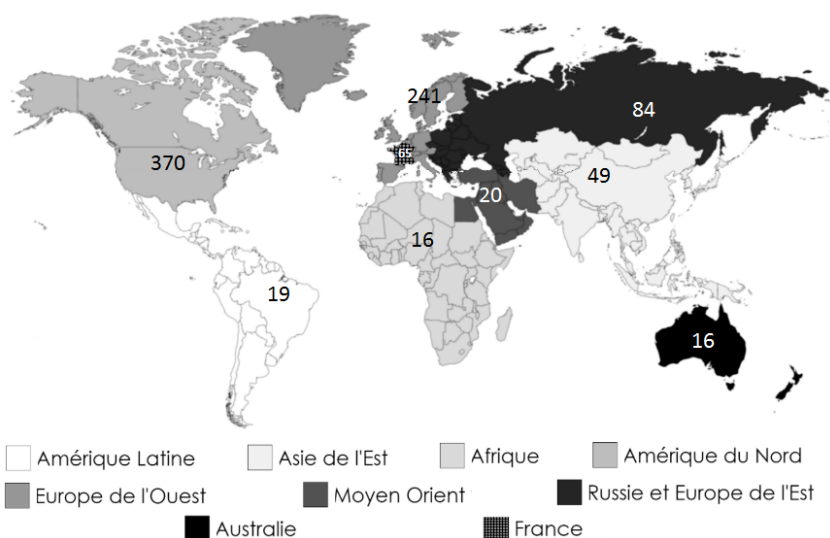 241
84
65
370
49
20
16
19
16
Amérique Latine
Asie de l'Est
Afrique
Amérique du Nord
Europe de l'Ouest
Moyen Orient
Russie et Europe de l'Est
Australie
France